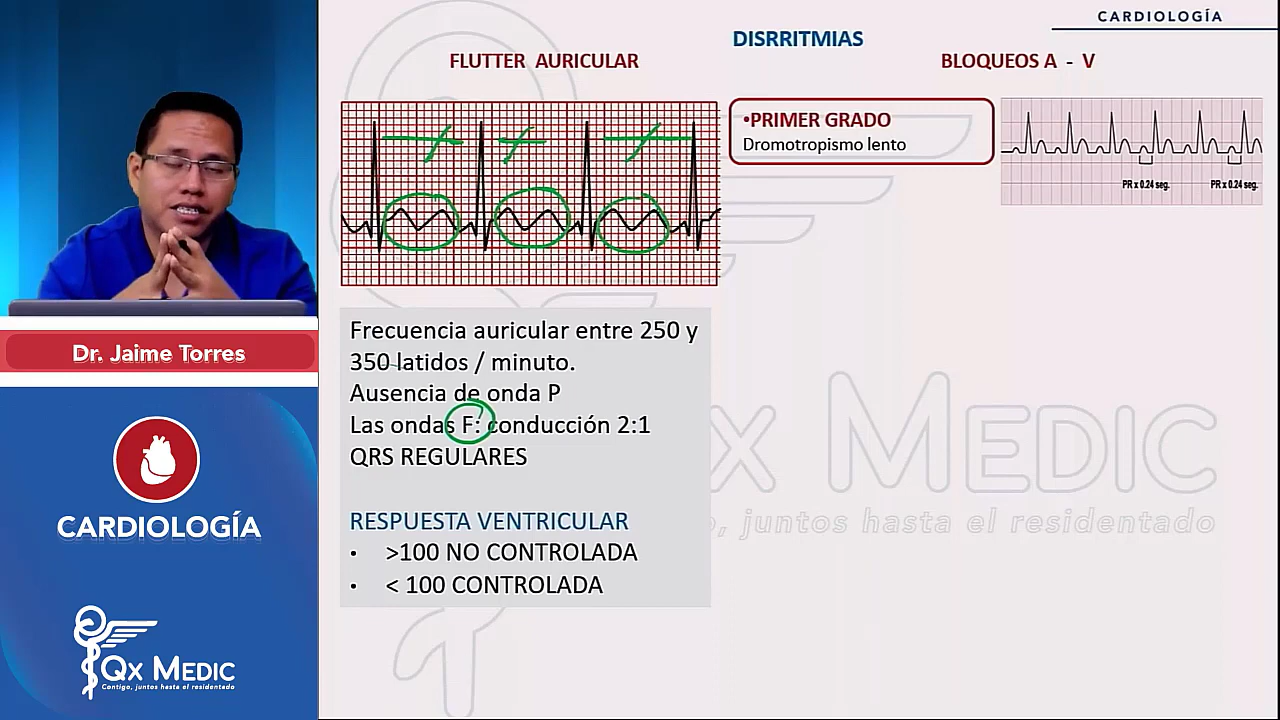 CARDIOLOGÍA
DISRRITMIAS
FLUTTER AURICULAR
BLOQUEOS A - V
•PRIMER GRADO
Dromotropismo lento
PR x 0.24 seg.
PR x 0.24 seg.
Frecuencia auricular entre 250 y
350 latidos / minuto.
Ausencia de onda P
Las ondas F: conducción 2:1
QRS REGULARES
RESPUESTA VENTRICULAR
• >100 NO CONTROLADA
• < 100 CONTROLADA
Dr. Jaime Torres
CARDIOLOGÍA
QX MEDIC
Contigo, juntos hasta el residentado
X MEDIC
, juntos hasta el residentado